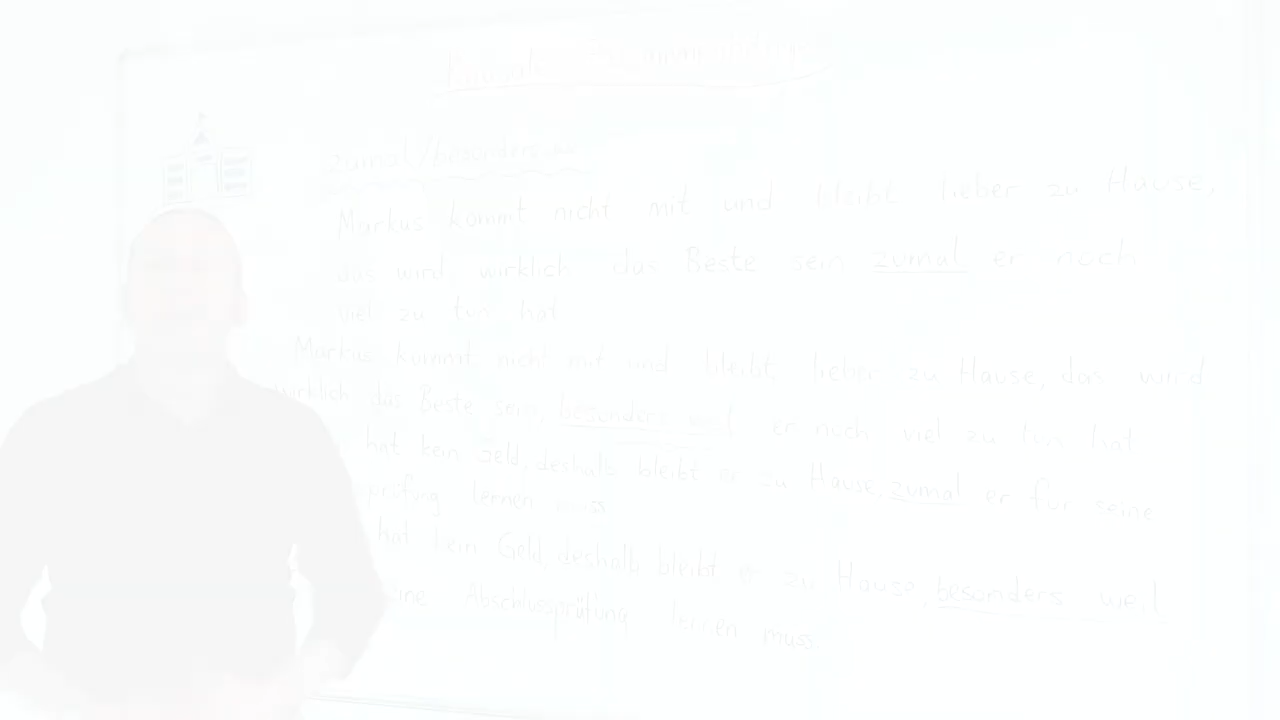 zumal/besonders weil
Markus kommt nicht mit und bleibt lieber zu Hause,
das wird wirklich das Beste sein zumal er noch
viel zu tun hat
Markus kommt nicht mit und bleibt lieber zu Hause, das wird
wirklich das Beste sein, besonders weil er noch viel zu tun hat
hat kein Geld, deshalb bleibt er zu Hause, zumal er für seine
prüfung lernen muss
hat kein Geld, deshalb bleibt er zu Hause, besonders weil
Abschlussprüfung lernen muss